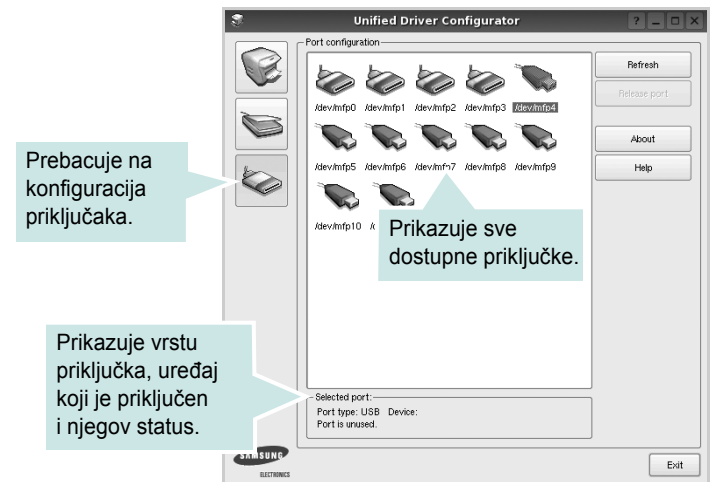 Unified Driver Configurator
Port configuration
/dev/mfp0 /dev/mfp1 /dev/mfp2 /dev/mfp3 /dev/mfp4
/dev/mfp5 /dev/mfp6 /dev/mfp7 /dev/mfp8 /dev/mfp9
/dev/mfp10
Refresh
Release port
About
Help
Prebacuje na
konfiguracija
priključaka.
Prikazuje sve
dostupne priključke.
Prikazuje vrstu
priključka, uređaj
koji je priključen
i njegov status.
Selected port:
Port type: USB Device:
Port is unused.
SAMSUNG
ELECTRONICS
Exit